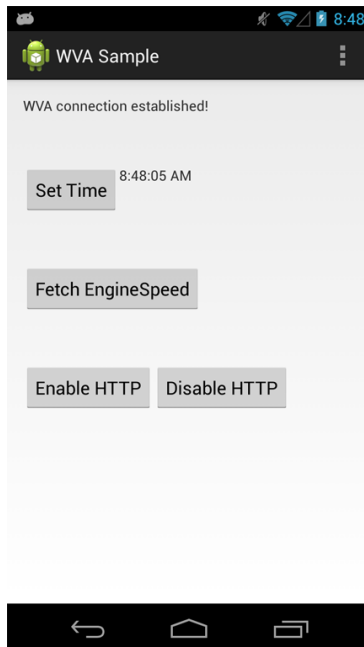 8:48
WVA Sample
WVA connection established!
Set Time 8:48:05 AM
Fetch EngineSpeed
Enable HTTP Disable HTTP